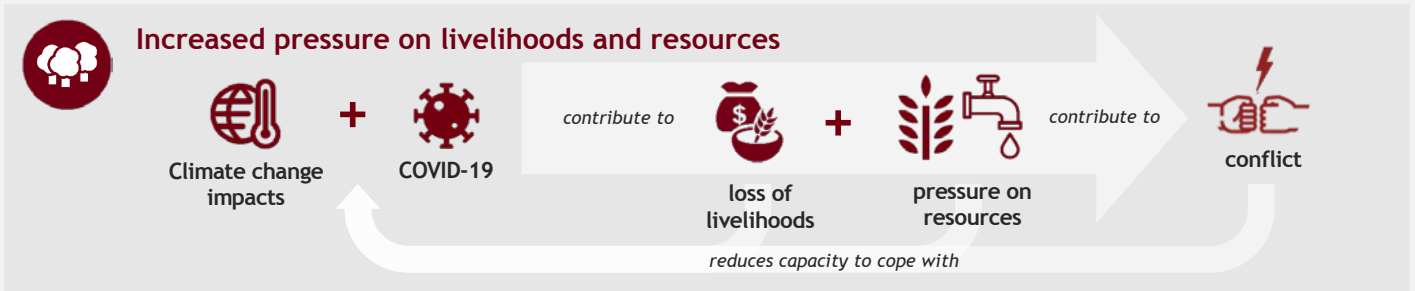 Increased pressure on livelihoods and resources
+
$
+
contribute to
contribute to
Climate change
impacts
COVID-19
loss of
livelihoods
pressure on
resources
conflict
reduces capacity to cope with